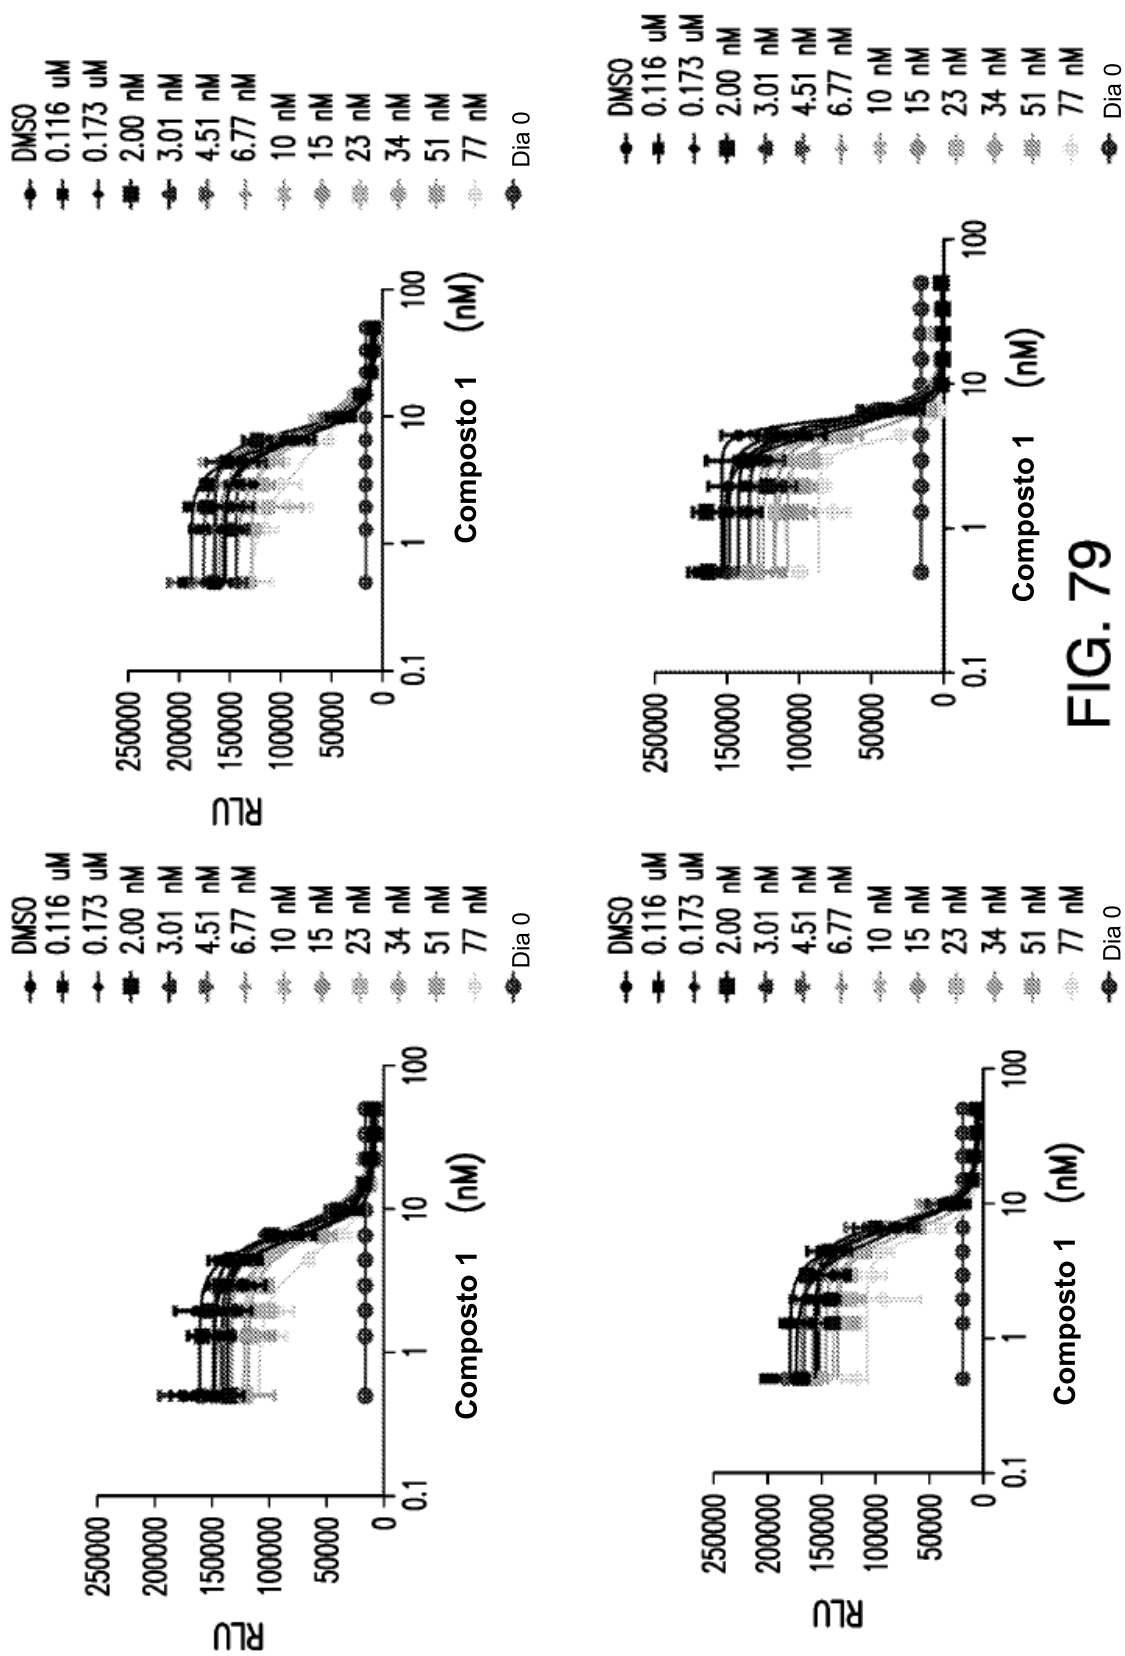 RLU
250000
200000
150000
100000
50000
0
0.1
1
10
100
Composto 1 (nM)
DMSO
0.116 uM
0.173 uM
2.00 nM
3.01 nM
4.51 nM
6.77 nM
10 nM
15 nM
23 nM
34 nM
51 nM
77 nM
Dia 0
RLU
250000
200000
150000
100000
50000
0
0.1
1
10
100
Composto 1 (nM)
DMSO
0.116 uM
0.173 uM
2.00 nM
3.01 nM
4.51 nM
6.77 nM
10 nM
15 nM
23 nM
34 nM
51 nM
77 nM
Dia 0
RLU
250000
200000
150000
100000
50000
0
0.1
1
10
100
Composto 1 (nM)
DMSO
0.116 uM
0.173 uM
2.00 nM
3.01 nM
4.51 nM
6.77 nM
10 nM
15 nM
23 nM
34 nM
51 nM
77 nM
Dia 0
250000
150000
100000
50000
0
0.1
1
10
100
Composto 1 (nM)
DMSO
0.116 uM
0.173 uM
2.00 nM
3.01 nM
4.51 nM
6.77 nM
10 nM
15 nM
23 nM
34 nM
51 nM
77 nM
Dia 0
FIG. 79